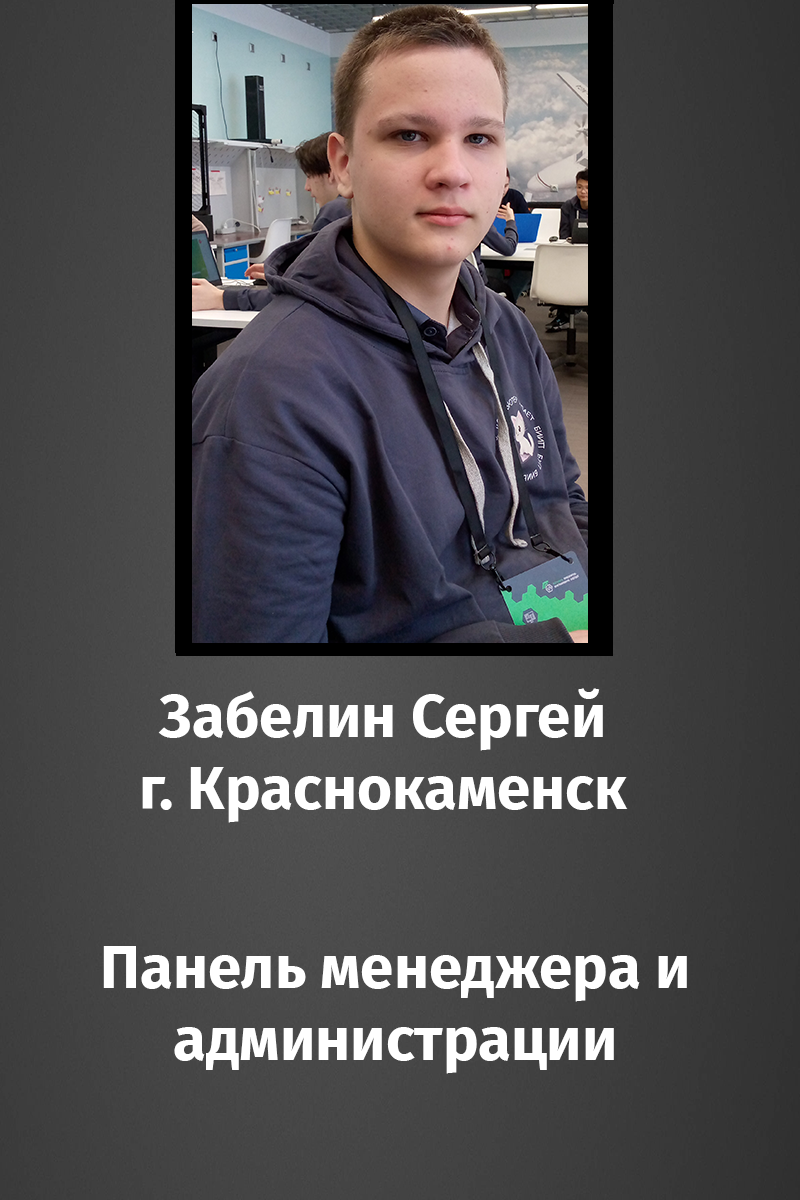 Забелин Сергей
г. Краснокаменск
Панель менеджера и
администрации